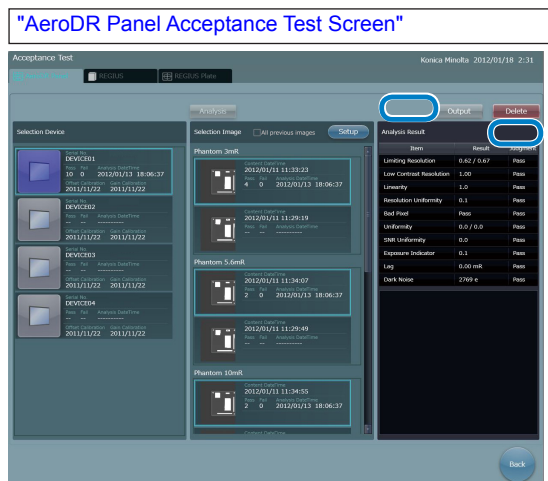 "AeroDR Panel Acceptance Test Screen"
Acceptance Test
Konica Minolta 2012/01/18 2:31
REGIUS
REGIUS Plate
Analysis
Output
Delete
Selection Device
Serial No
DEVICE01
Pass Fail Analysis DateTime
10 0 2012/01/13 18:06:37
Offset Calibration Gain Calibration
2011/11/22 2011/11/22
Serial No
DEVICE02
Pass Fail Analysis DateTime
-- -- ----------
Offset Calibration Gain Calibration
2011/11/22 2011/11/22
Serial No
DEVICE03
Pass Fail Analysis DateTime
-- -- ----------
Offset Calibration Gain Calibration
2011/11/22 2011/11/22
Serial No
DEVICE04
Pass Fail Analysis DateTime
-- -- ----------
Offset Calibration Gain Calibration
2011/11/22 2011/11/22
Selection Image
All previous images
Setup
Phantom 3mR
Content DateTime
2012/01/11 11:33:23
Pass Fail Analysis DateTime
4 0 2012/01/13 18:06:37
Content DateTime
2012/01/11 11:29:19
Pass Fail Analysis DateTime
-- -- ----------
Phantom 5.6mR
Content DateTime
2012/01/11 11:34:07
Pass Fail Analysis DateTime
2 0 2012/01/13 18:06:37
Content DateTime
2012/01/11 11:29:49
Pass Fail Analysis DateTime
-- -- ----------
Phantom 10mR
Content DateTime
2012/01/11 11:34:55
Pass Fail Analysis DateTime
2 0 2012/01/13 18:06:37
Content DateTime
Analysis Result
Item Result Judgment
Limiting Resolution 0.62 / 0.67 Pass
Low Contrast Resolution 1.00 Pass
Linearity 1.0 Pass
Resolution Uniformity 0.1 Pass
Bad Pixel Pass Pass
Uniformity 0.0 / 0.0 Pass
SNR Uniformity 0.0 Pass
Exposure Indicator 0.1 Pass
Lag 0.00 mR Pass
Dark Noise 2769 e Pass
Back